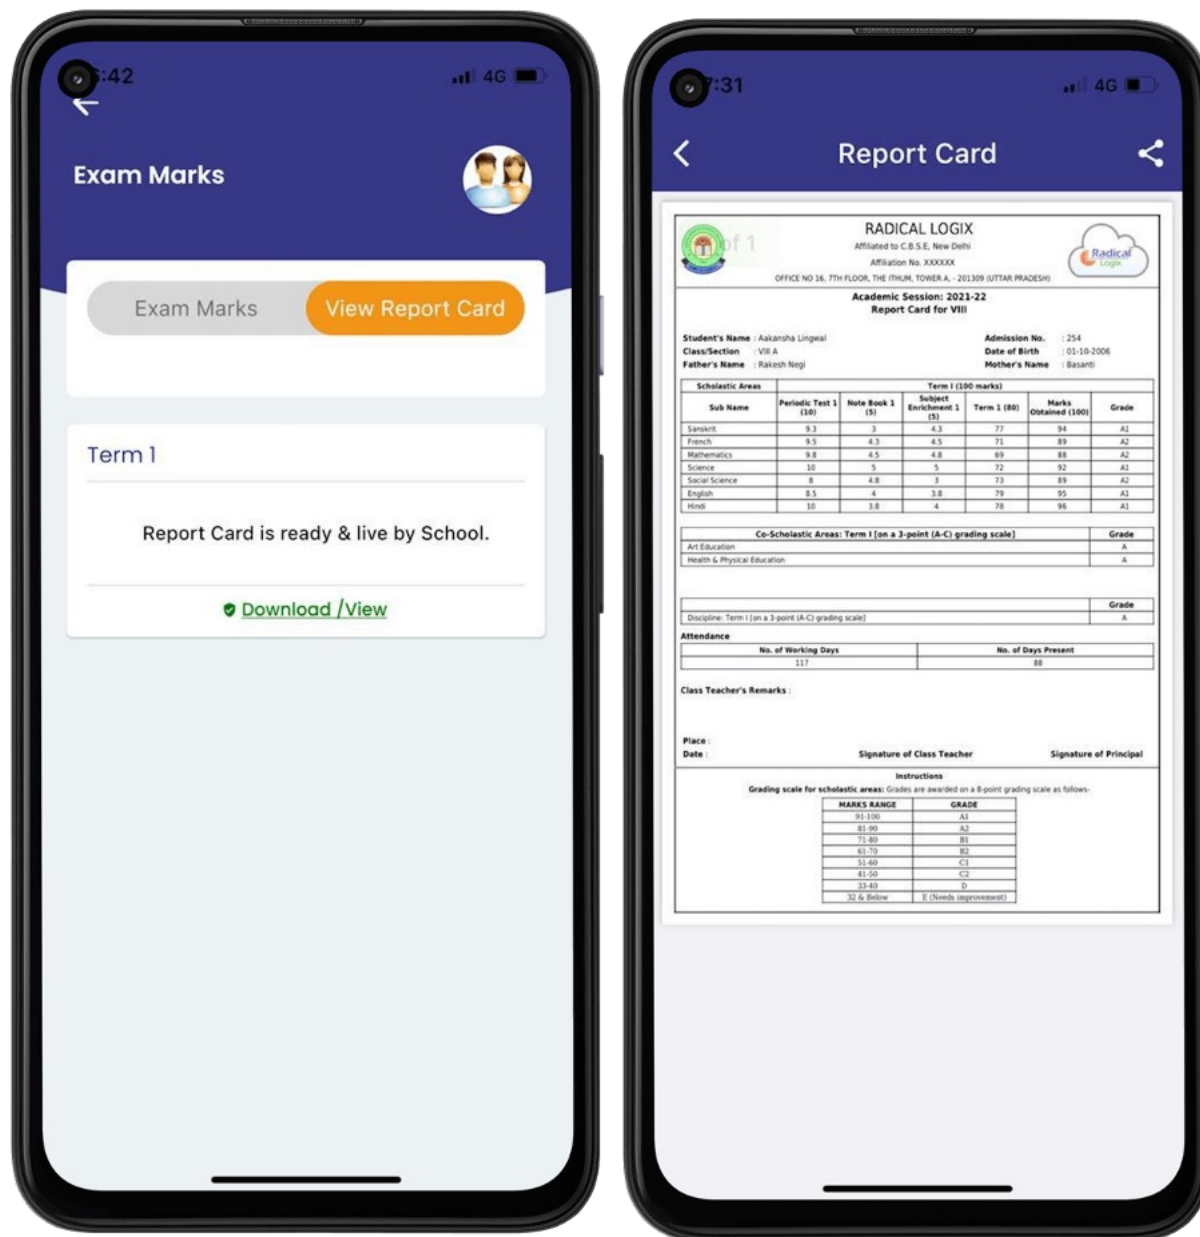 6:42
4G
Exam Marks
Exam Marks
View Report Card
Term 1
Report Card is ready & live by School.
Download /View
7:31
4G
Report Card
of 1
RADICAL LOGIX
Affiliated to C.B.S.E, New Delhi
Affiliation No. XXXXXX
OFFICE NO 16, 7TH FLOOR, THE ITHUM, TOWER A, - 201309 (UTTAR PRADESH)
Radical
Logix
Academic Session: 2021-22
Report Card for VIII
Student's Name : Aakansha Lingwal Admission No. : 254
Class/Section : VIII A Date of Birth : 01-10-2006
Father's Name : Rakesh Negi Mother's Name : Basanti
Scholastic Areas Term I (100 marks)
Sub Name Periodic Test 1 (10) Note Book 1 (5) Subject Enrichment 1 (5) Term 1 (80) Marks Obtained (100) Grade
Sanskrit 9.3 3 4.3 77 94 A1
French 9.5 4.3 4.5 71 89 A2
Mathematics 9.8 4.5 4.8 69 88 A2
Science 10 5 5 72 92 A1
Social Science 8 4.8 3 73 89 A2
English 8.5 4 3.8 79 95 A1
Hindi 10 3.8 4 78 96 A1
Co-Scholastic Areas: Term I [on a 3-point (A-C) grading scale] Grade
Art Education A
Health & Physical Education A
Grade
Discipline: Term I [on a 3-point (A-C) grading scale] A
Attendance
No. of Working Days No. of Days Present
117 88
Class Teacher's Remarks :
Place :
Date : Signature of Class Teacher Signature of Principal
Instructions
Grading scale for scholastic areas: Grades are awarded on a 8-point grading scale as follows-
MARKS RANGE GRADE
91-100 A1
81-90 A2
71-80 B1
61-70 B2
51-60 C1
41-50 C2
33-40 D
32 & Below E (Needs improvement)